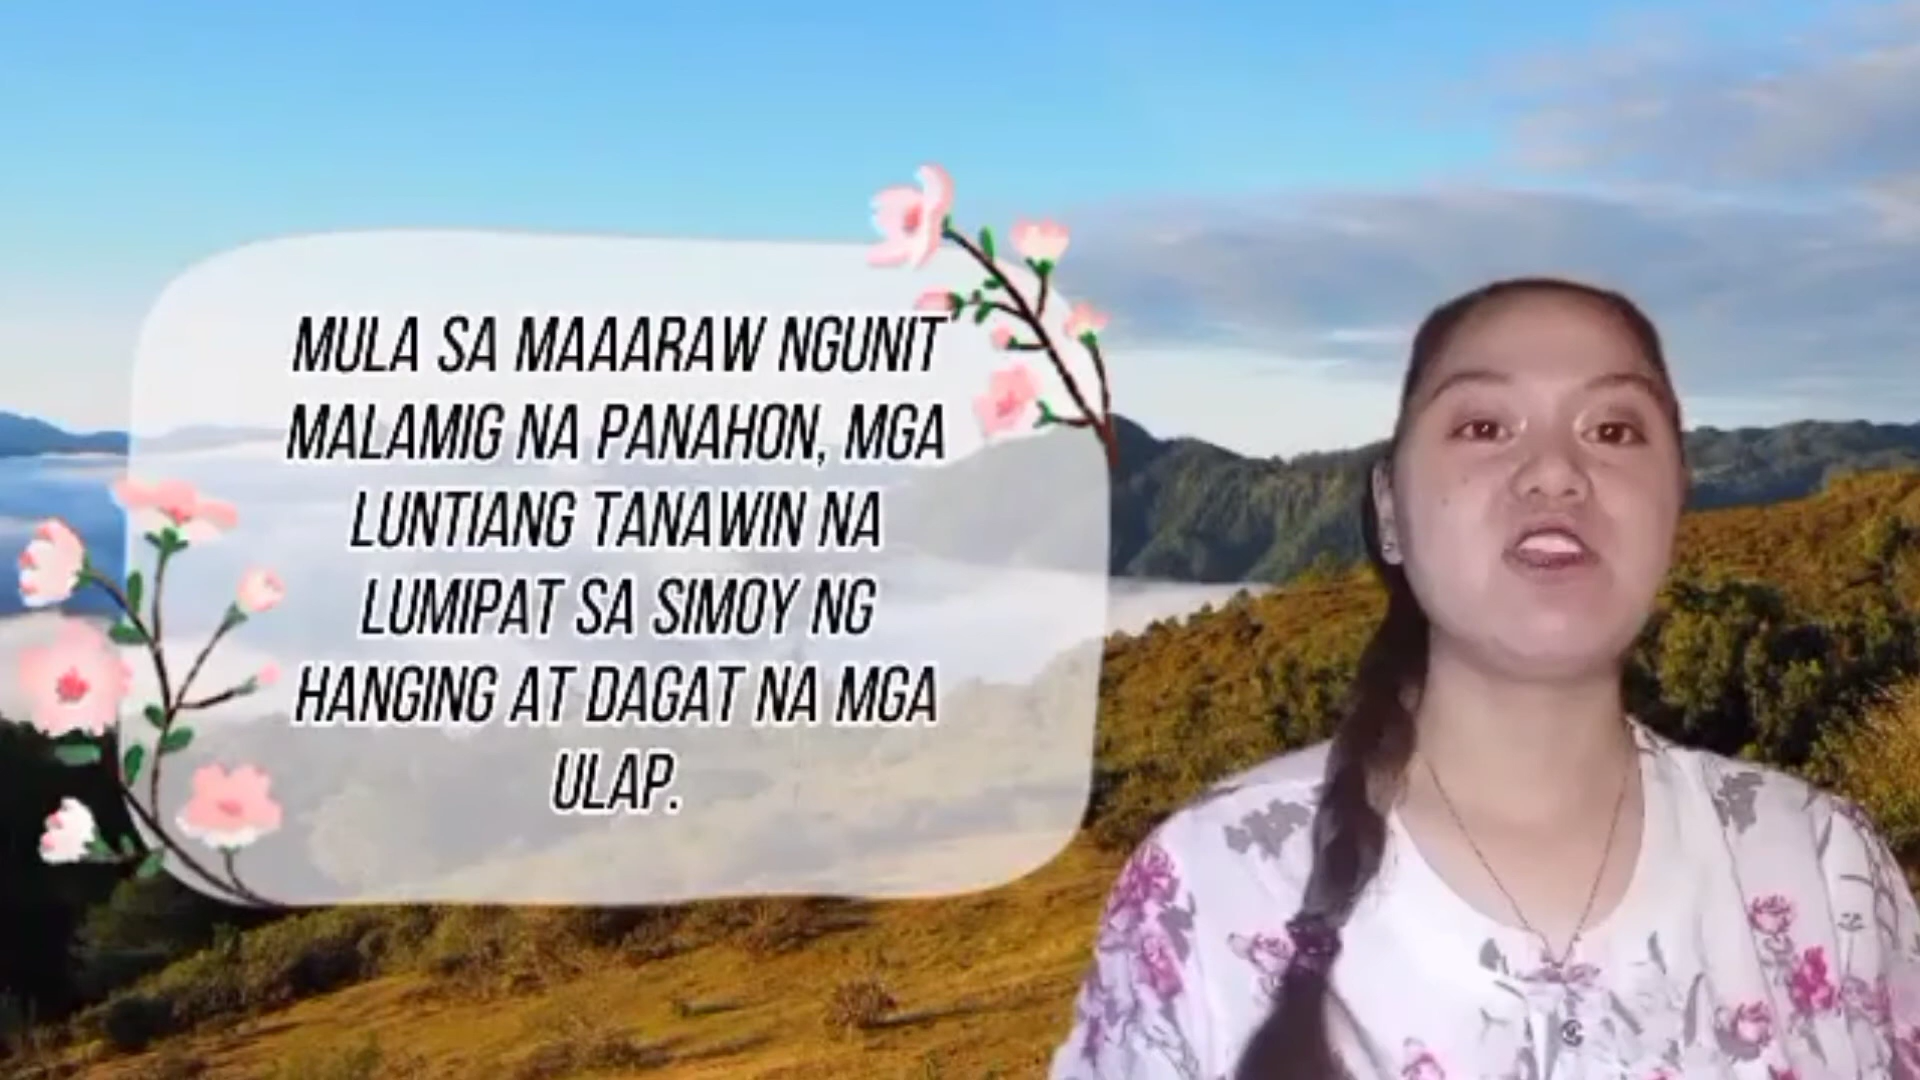 MULA SA MAAARAW NGUNIT
MALAMIG NA PANAHON, MGA
LUNTIANG TANAWIN NA
LUMIPAT SA SIMOY NG
HANGING AT DAGAT NA MGA
ULAP.